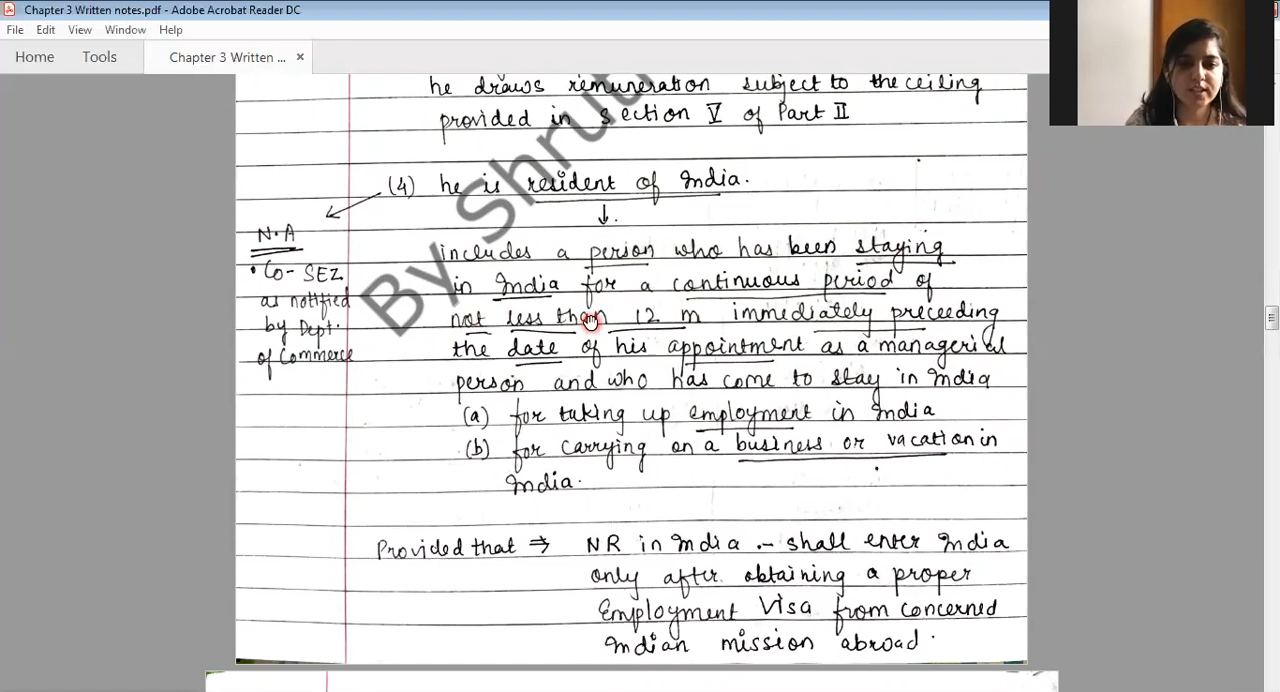 Chapter 3 Written notes.pdf - Adobe Acrobat Reader DC
File Edit View Window Help
Home Tools Chapter 3 Written ... ×
he draws remuneration subject to the ceiling
provided in section V of Part II
(4) he is resident of India.
N.A
• Co- SEZ
as notified
by Dept.
of Commerce
includes a person who has been staying
in India for a continuous period of
not less than 12 m immediately preceeding
the date of his appointment as a managerial
person and who has come to stay in India
(a) for taking up employment in India
(b) for carrying on a business or vacation in
India.
Provided that ⇒ NR in India - shall enter India
only after obtaining a proper
Employment Visa from concerned
Indian mission abroad.
By Shruti